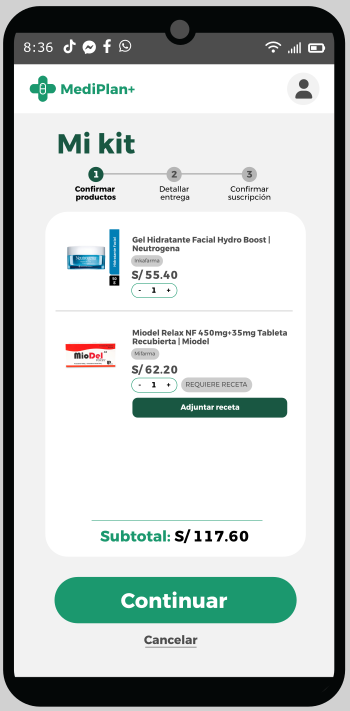 8:36
MediPlan+
Mi kit
1 2 3
Confirmar productos
Detallar entrega
Confirmar suscripción
Gel Hidratante Facial Hydro Boost |
Neutrogena
Inkafarma
S/ 55.40
- 1 +
Miodel Relax NF 450mg+35mg Tableta
Recubierta | Miodel
Mifarma
S/ 62.20
- 1 + REQUIERE RECETA
MioDel
Adjuntar receta
Subtotal: S/ 117.60
Continuar
Cancelar